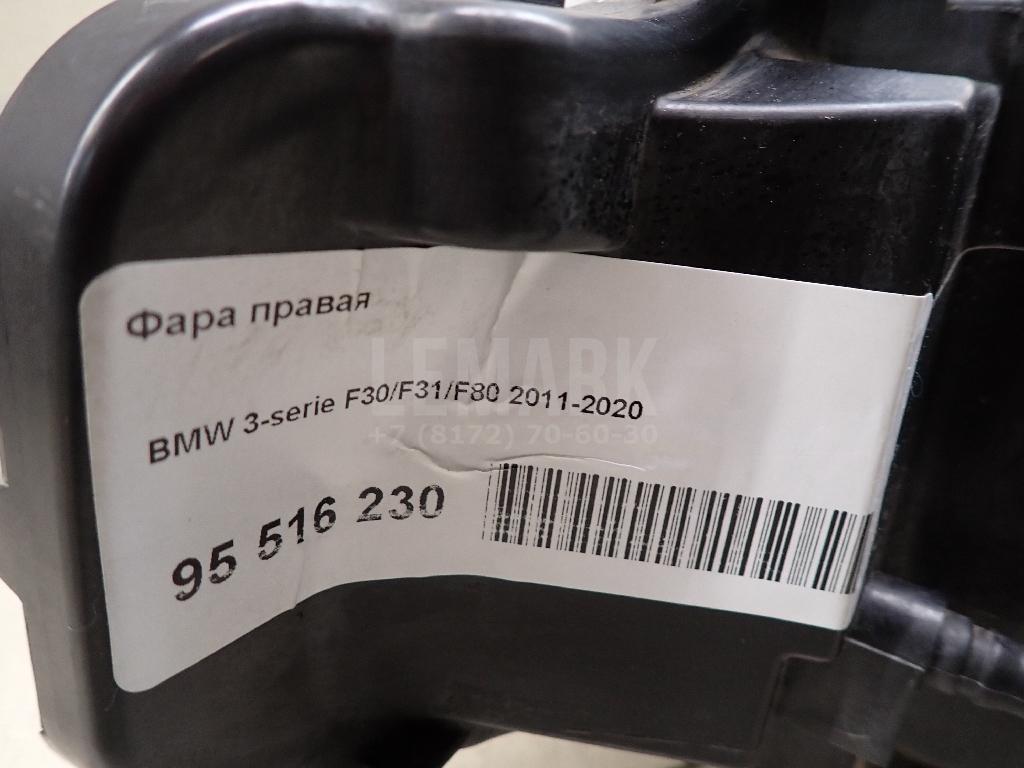 Фара правая
LEMARK
BMW 3-serie F30/F31/F80 2011-2020
+7 (8172) 70-60-30
95 516 230